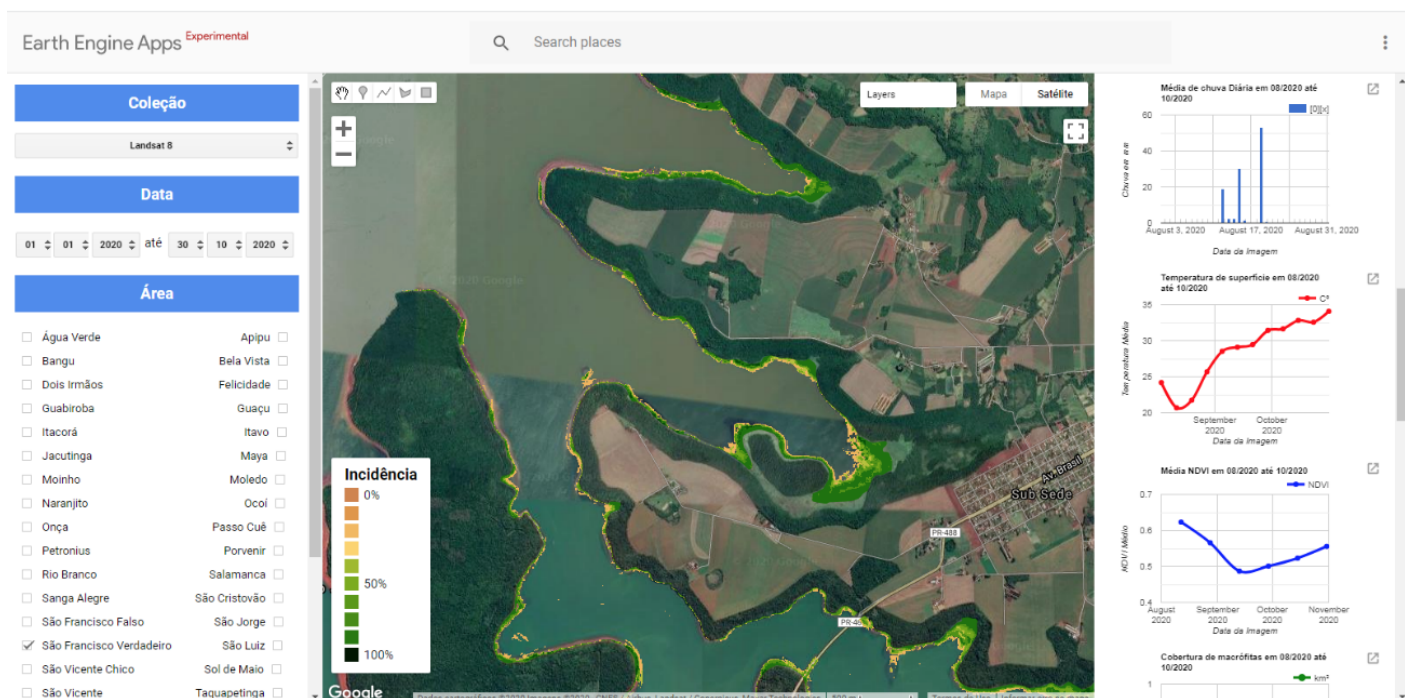 Earth Engine Apps Experimental
Search places
Coleção
Landsat 8
Data
01 01 2020 até 30 10 2020
Área
Água Verde Apipu
Bangu Bela Vista
Dois Irmãos Felicidade
Guabiroba Guaçu
Itacorá Itavo
Jacutinga Maya
Moinho Moledo
Naranjito Ocoí
Onça Passo Cuê
Petronius Porvenir
Rio Branco Salamanca
Sanga Alegre São Cristovão
São Francisco Falso São Jorge
São Francisco Verdadeiro São Luiz
São Vicente Chico Sol de Maio
São Vicente Taquapetinga
Layers
Mapa Satélite
2020 Google
Av. Brasil
Sub Sede
PR-488
Incidência
0%
50%
100%
Google
Média de chuva Diária em 08/2020 até
10/2020
[0][x]
60
40
20
0
Chuva em mm
August 3, 2020 August 17, 2020 August 31, 2020
Data da Imagem
Temperatura de superfície em 08/2020
até 10/2020
Cº
35
30
25
20
Temperatura Média
September October
2020 2020
Data da Imagem
Média NDVI em 08/2020 até 10/2020
NDVI
0.7
0.6
0.5
0.4
NDVI Médio
August September October November
2020 2020 2020 2020
Data da Imagem
Cobertura de macrófitas em 08/2020 até
10/2020
km²
1